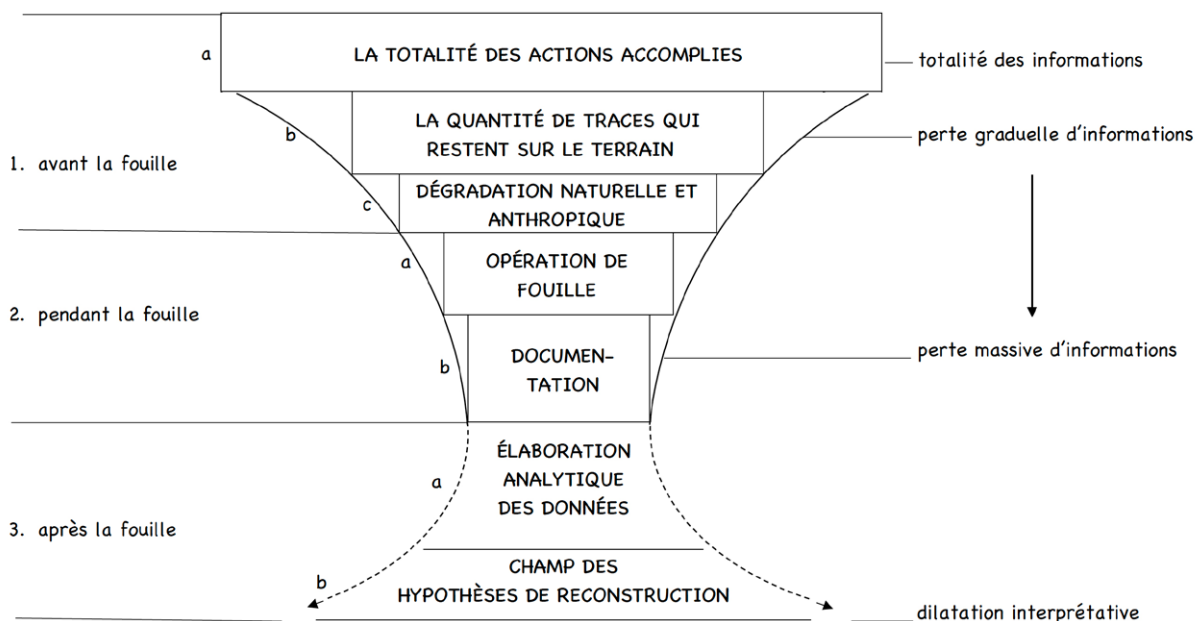 a
LA TOTALITÉ DES ACTIONS ACCOMPLIES
totalité des informations
b
LA QUANTITÉ DE TRACES QUI
RESTENT SUR LE TERRAIN
perte graduelle d'informations
1. avant la fouille
c
DÉGRADATION NATURELLE ET
ANTHROPIQUE
a
OPÉRATION DE
FOUILLE
2. pendant la fouille
b
DOCUMEN-
TATION
perte massive d'informations
a
ÉLABORATION
ANALYTIQUE
DES DONNÉES
3. après la fouille
b
CHAMP DES
HYPOTHÈSES DE RECONSTRUCTION
dilatation interprétative